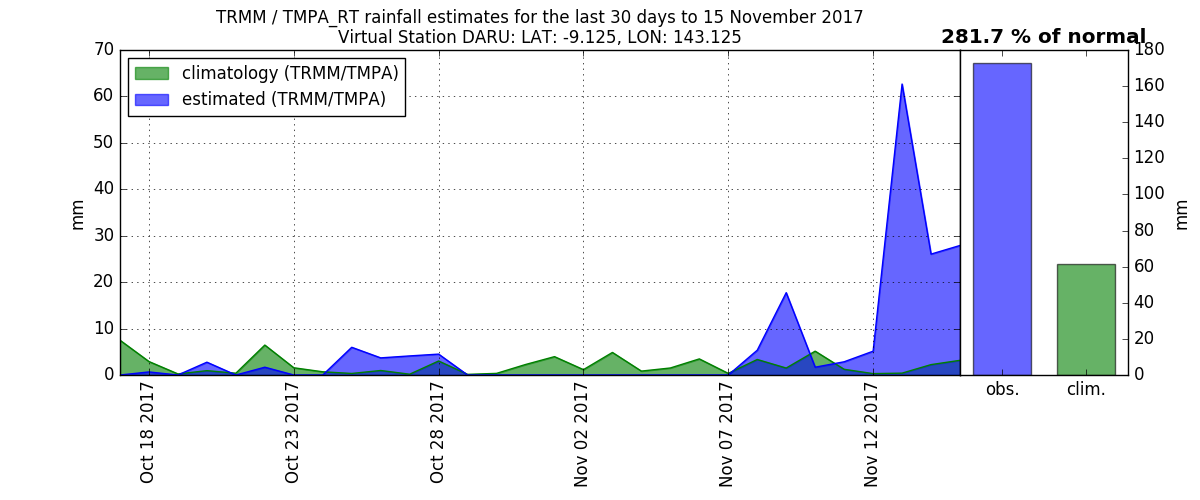 TRMM / TMPA_RT rainfall estimates for the last 30 days to 15 November 2017
Virtual Station DARU: LAT: -9.125, LON: 143.125
281.7 % of normal
climatology (TRMM/TMPA)
estimated (TRMM/TMPA)
70
60
50
40
30
20
10
0
mm
Oct 18 2017
Oct 23 2017
Oct 28 2017
Nov 02 2017
Nov 07 2017
Nov 12 2017
obs.
clim.
180
160
140
120
100
80
60
40
20
0
mm